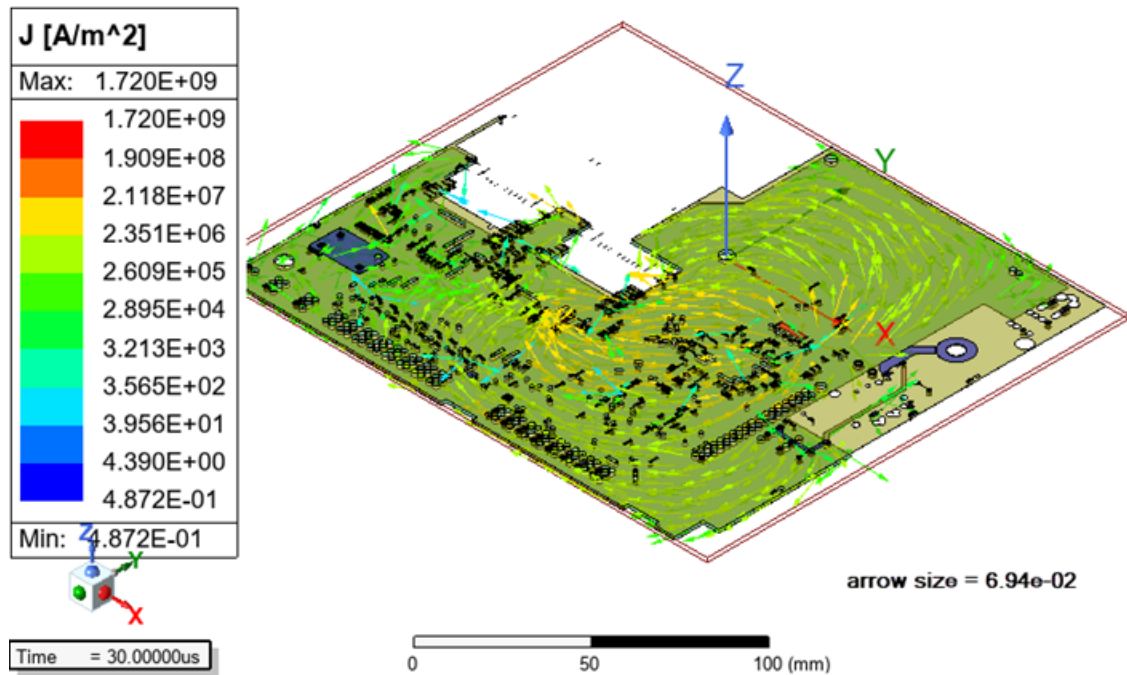 J [A/m^2]
Max: 1.720E+09
1.720E+09
1.909E+08
2.118E+07
2.351E+06
2.609E+05
2.895E+04
3.213E+03
3.565E+02
3.956E+01
4.390E+00
4.872E-01
Min: 4.872E-01
Z
Y
X
Z
Y
X
arrow size = 6.94e-02
Time = 30.00000us
0 50 100 (mm)